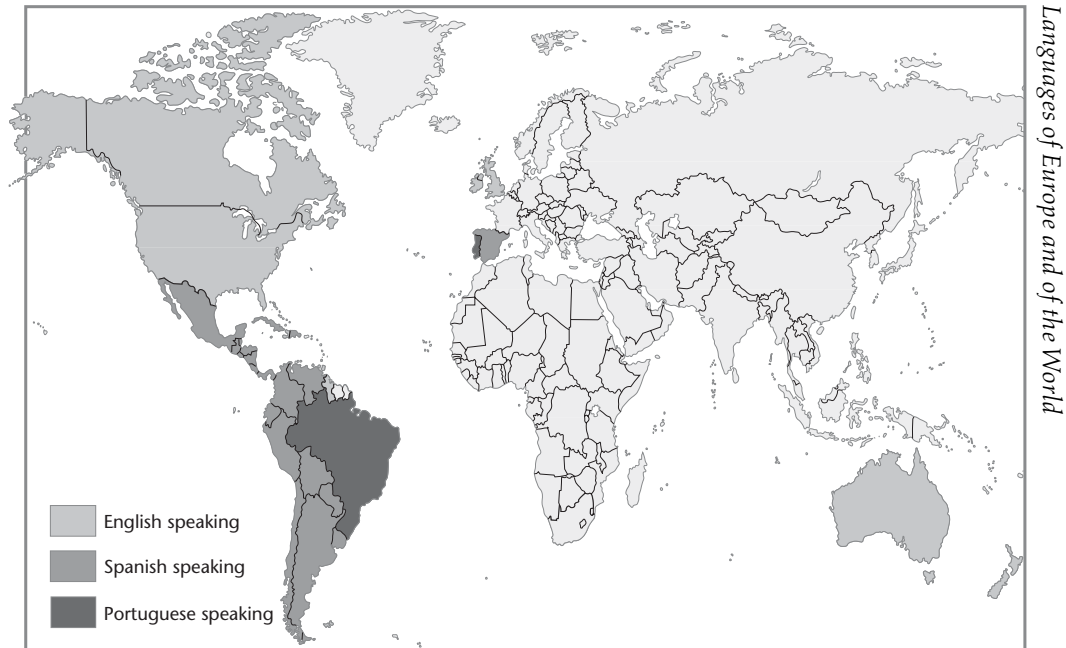 Languages of Europe and of the World
English speaking
Spanish speaking
Portuguese speaking